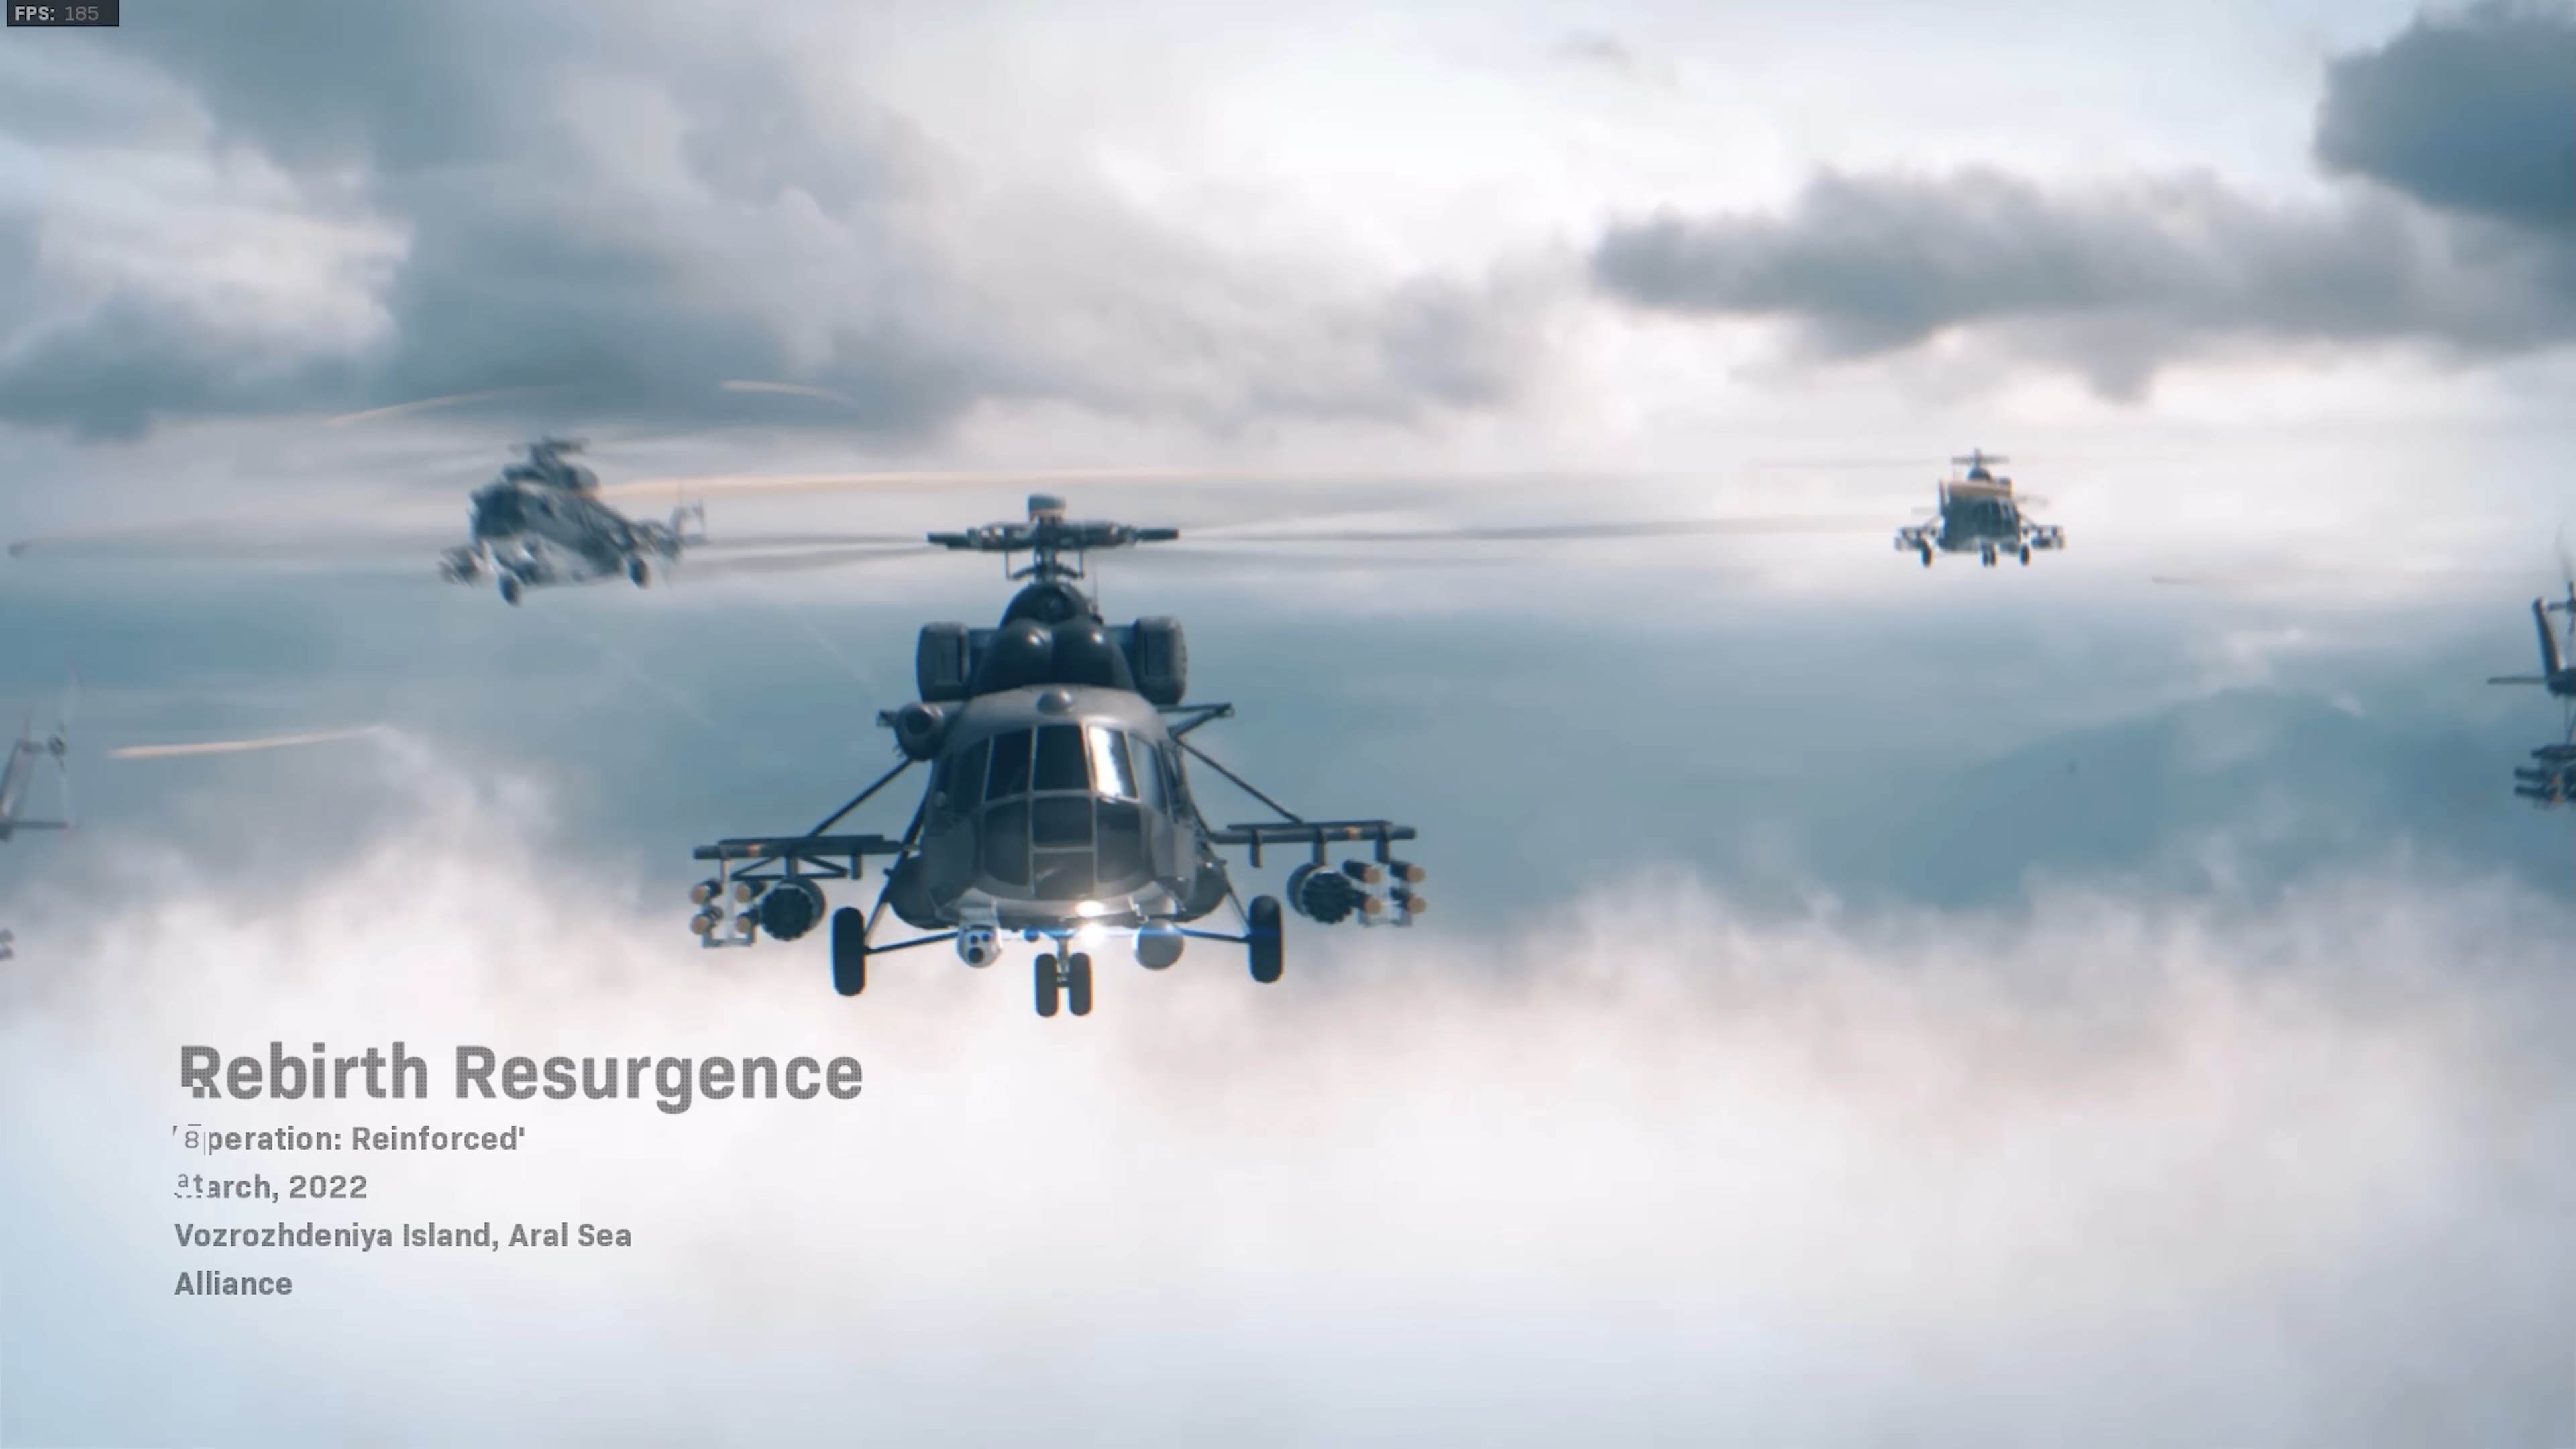 FPS: 185
Rebirth Resurgence
peration: Reinforced'
arch, 2022
Vozrozhdeniya Island, Aral Sea
Alliance